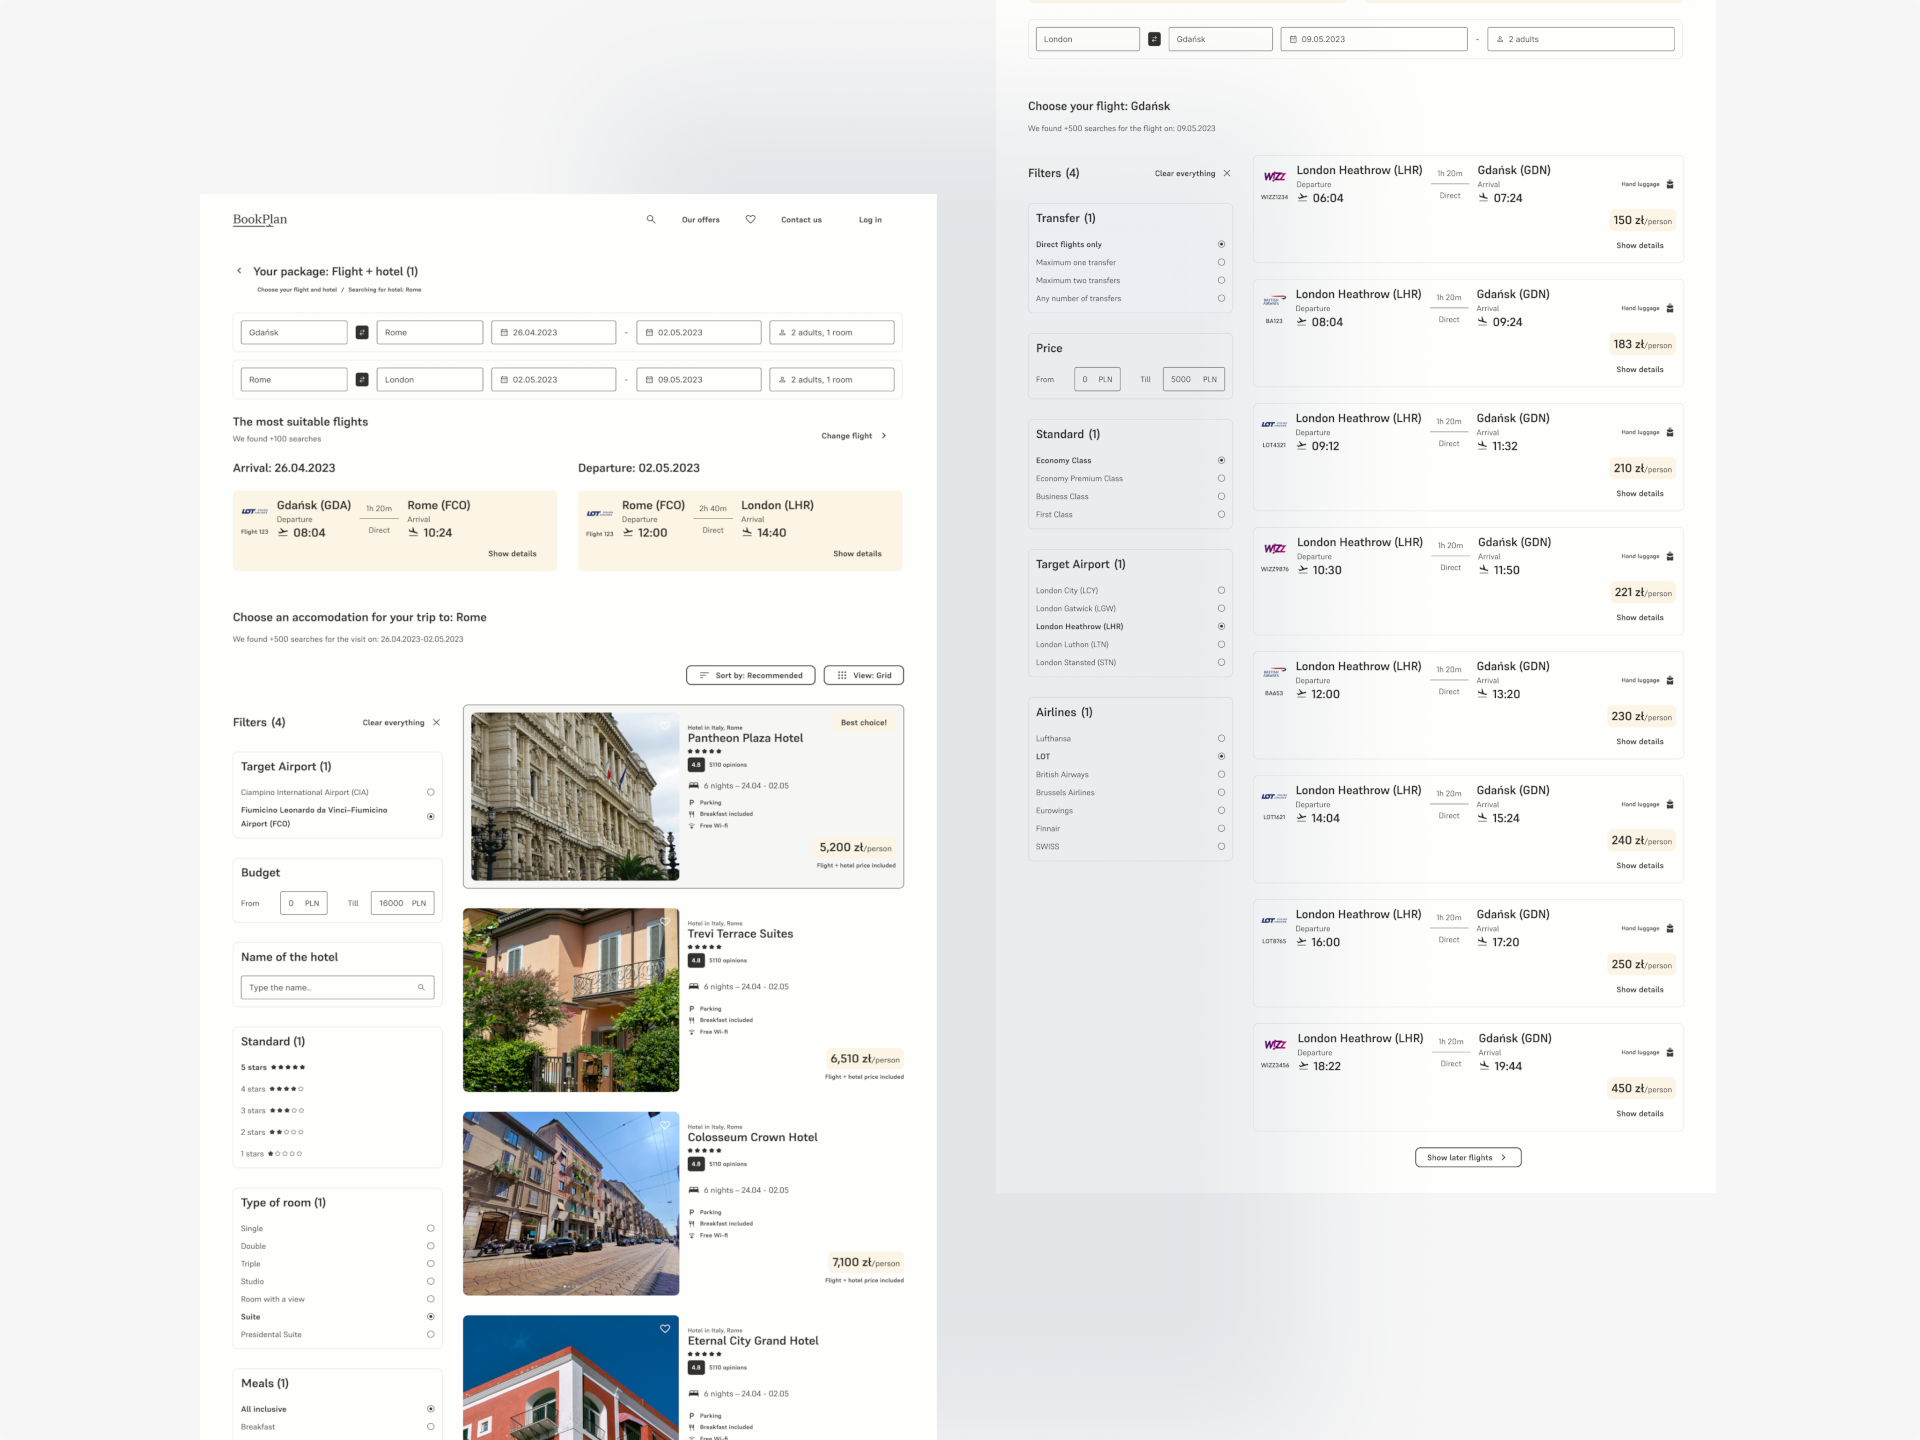 BookPlan
Our offers
Contact us
Log in
Your package: Flight + hotel (1)
Choose your flight and hotel / Searching for hotel: Rome
Gdańsk
Rome
26.04.2023
-
02.05.2023
2 adults, 1 room
Rome
London
02.05.2023
-
09.05.2023
2 adults, 1 room
The most suitable flights
We found +100 searches
Change flight
Arrival: 26.04.2023
LOT
Flight 123
Gdańsk (GDA)
Departure
08:04
1h 20m
Direct
Rome (FCO)
Arrival
10:24
Show details
Departure: 02.05.2023
LOT
Flight 123
Rome (FCO)
Departure
12:00
2h 40m
Direct
London (LHR)
Arrival
14:40
Show details
Choose an accomodation for your trip to: Rome
We found +500 searches for the visit on: 26.04.2023-02.05.2023
Sort by: Recommended
View: Grid
Filters (4)
Clear everything
Target Airport (1)
Ciampino International Airport (CIA)
Fiumicino Leonardo da Vinci–Fiumicino
Airport (FCO)
Budget
From
0 PLN
Till
16000 PLN
Name of the hotel
Type the name..
Standard (1)
5 stars
4 stars
3 stars
2 stars
1 stars
Type of room (1)
Single
Double
Triple
Studio
Room with a view
Suite
Presidental Suite
Meals (1)
All inclusive
Breakfast
Hotel in Italy, Rome
Best choice!
Pantheon Plaza Hotel
4.8
5110 opinions
6 nights – 24.04 - 02.05
P Parking
Breakfast included
Free Wi-fi
5,200 zł/person
Flight + hotel price included
Hotel in Italy, Rome
Trevi Terrace Suites
4.8
5110 opinions
6 nights – 24.04 - 02.05
P Parking
Breakfast included
Free Wi-fi
6,510 zł/person
Flight + hotel price included
Hotel in Italy, Rome
Colosseum Crown Hotel
4.8
5110 opinions
6 nights – 24.04 - 02.05
P Parking
Breakfast included
Free Wi-fi
7,100 zł/person
Flight + hotel price included
Hotel in Italy, Rome
Eternal City Grand Hotel
4.8
5110 opinions
6 nights – 24.04 - 02.05
P Parking
Breakfast included
Free Wi-fi
London
Gdańsk
09.05.2023
-
2 adults
Choose your flight: Gdańsk
We found +500 searches for the flight on: 09.05.2023
Filters (4)
Clear everything
Transfer (1)
Direct flights only
Maximum one transfer
Maximum two transfers
Any number of transfers
Price
From
0 PLN
Till
5000 PLN
Standard (1)
Economy Class
Economy Premium Class
Business Class
First Class
Target Airport (1)
London City (LCY)
London Gatwick (LGW)
London Heathrow (LHR)
London Luthon (LTN)
London Stansted (STN)
Airlines (1)
Lufthansa
LOT
British Airways
Brussels Airlines
Eurowings
Finnair
SWISS
WIZZ
WIZZ1234
London Heathrow (LHR)
Departure
06:04
1h 20m
Direct
Gdańsk (GDN)
Arrival
07:24
Hand luggage
150 zł/person
Show details
BRITISH AIRWAYS
BA123
London Heathrow (LHR)
Departure
08:04
1h 20m
Direct
Gdańsk (GDN)
Arrival
09:24
Hand luggage
183 zł/person
Show details
LOT
LOT4321
London Heathrow (LHR)
Departure
09:12
1h 20m
Direct
Gdańsk (GDN)
Arrival
11:32
Hand luggage
210 zł/person
Show details
WIZZ
WIZZ9876
London Heathrow (LHR)
Departure
10:30
1h 20m
Direct
Gdańsk (GDN)
Arrival
11:50
Hand luggage
221 zł/person
Show details
BRITISH AIRWAYS
BA653
London Heathrow (LHR)
Departure
12:00
1h 20m
Direct
Gdańsk (GDN)
Arrival
13:20
Hand luggage
230 zł/person
Show details
LOT
LOT1621
London Heathrow (LHR)
Departure
14:04
1h 20m
Direct
Gdańsk (GDN)
Arrival
15:24
Hand luggage
240 zł/person
Show details
LOT
LOT8765
London Heathrow (LHR)
Departure
16:00
1h 20m
Direct
Gdańsk (GDN)
Arrival
17:20
Hand luggage
250 zł/person
Show details
WIZZ
WIZZ3456
London Heathrow (LHR)
Departure
18:22
1h 20m
Direct
Gdańsk (GDN)
Arrival
19:44
Hand luggage
450 zł/person
Show details
Show later flights